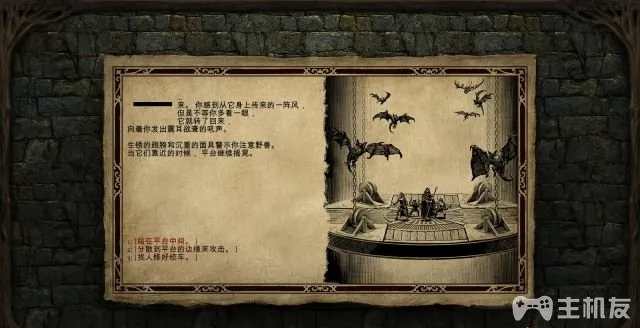 来。 你感到从它身上传来的一阵风，
但是不等你多看一眼，
它就转了回来，
向着你发出震耳欲聋的吼声。
生锈的翅膀和沉重的面具警示你注意野兽。
当它们靠近的时候，平台继续摇晃。
1: [站在平台中间。 ]
2: [分散到平台的边缘来攻击。 ]
3: [找人修好绞车。 ]
主机友